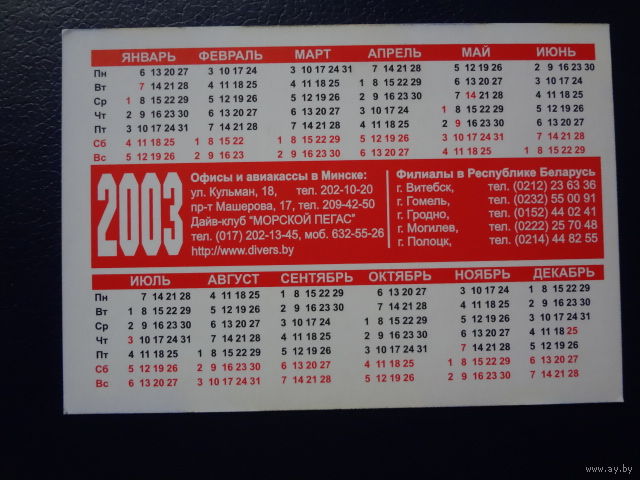 ЯНВАРЬ ФЕВРАЛЬ МАРТ АПРЕЛЬ МАЙ ИЮНЬ
Пн 6 13 20 27 3 10 17 24 3 10 17 24 31 7 14 21 28 5 12 19 26 2 9 16 23 30
Вт 7 14 21 28 4 11 18 25 4 11 18 25 1 8 15 22 29 6 13 20 27 3 10 17 24
Ср 1 8 15 22 29 5 12 19 26 5 12 19 26 2 9 16 23 30 7 14 21 28 4 11 18 25
Чт 2 9 16 23 30 6 13 20 27 6 13 20 27 3 10 17 24 1 8 15 22 29 5 12 19 26
Пт 3 10 17 24 31 7 14 21 28 7 14 21 28 4 11 18 25 2 9 16 23 30 6 13 20 27
Сб 4 11 18 25 1 8 15 22 1 8 15 22 29 5 12 19 26 3 10 17 24 31 7 14 21 28
Вс 5 12 19 26 2 9 16 23 2 9 16 23 30 6 13 20 27 4 11 18 25 1 8 15 22 29
2003
Офисы и авиакассы в Минске:
ул. Кульман, 18, тел. 202-10-20
пр-т Машерова, 17, тел. 209-42-50
Дайв-клуб "МОРСКОЙ ПЕГАС"
тел. (017) 202-13-45, моб. 632-55-26
http://www.divers.by
Филиалы в Республике Беларусь
г. Витебск, тел. (0212) 23 63 36
г. Гомель, тел. (0232) 55 00 91
г. Гродно, тел. (0152) 44 02 41
г. Могилев, тел. (0222) 25 70 48
г. Полоцк, тел. (0214) 44 82 55
ИЮЛЬ АВГУСТ СЕНТЯБРЬ ОКТЯБРЬ НОЯБРЬ ДЕКАБРЬ
Пн 7 14 21 28 4 11 18 25 1 8 15 22 29 6 13 20 27 3 10 17 24 1 8 15 22 29
Вт 1 8 15 22 29 5 12 19 26 2 9 16 23 30 7 14 21 28 4 11 18 25 2 9 16 23 30
Ср 2 9 16 23 30 6 13 20 27 3 10 17 24 1 8 15 22 29 5 12 19 26 3 10 17 24 31
Чт 3 10 17 24 31 7 14 21 28 4 11 18 25 2 9 16 23 30 6 13 20 27 4 11 18 25
Пт 4 11 18 25 1 8 15 22 29 5 12 19 26 3 10 17 24 31 7 14 21 28 5 12 19 26
Сб 5 12 19 26 2 9 16 23 30 6 13 20 27 4 11 18 25 1 8 15 22 29 6 13 20 27
Вс 6 13 20 27 3 10 17 24 31 7 14 21 28 5 12 19 26 2 9 16 23 30 7 14 21 28
www.ay.by